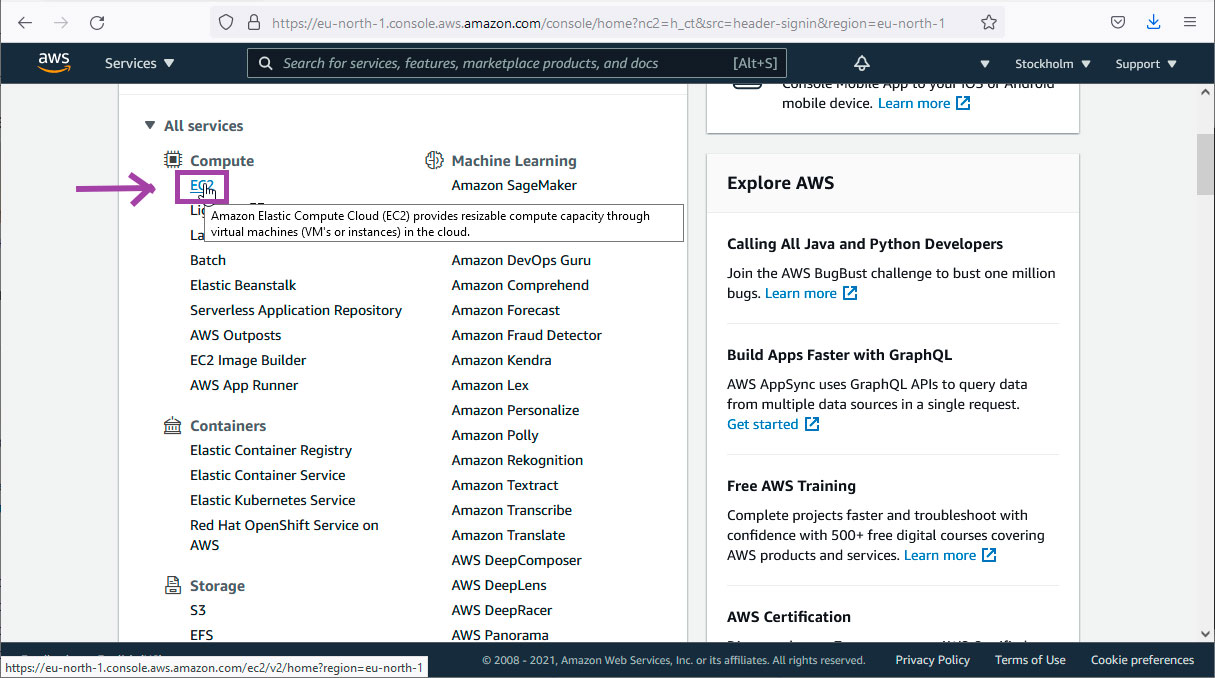 https://eu-north-1.console.aws.amazon.com/console/home?nc2=h_ct&src=header-signin&region=eu-north-1
aws
Services
Search for services, features, marketplace products, and docs
[Alt+S]
Stockholm
Support
Console Mobile App to your iOS or Android
mobile device. Learn more
All services
Compute
EC2
Amazon Elastic Compute Cloud (EC2) provides resizable compute capacity through
virtual machines (VM's or instances) in the cloud.
Batch
Elastic Beanstalk
Serverless Application Repository
AWS Outposts
EC2 Image Builder
AWS App Runner
Containers
Elastic Container Registry
Elastic Container Service
Elastic Kubernetes Service
Red Hat OpenShift Service on
AWS
Storage
S3
EFS
Machine Learning
Amazon SageMaker
Amazon DevOps Guru
Amazon Comprehend
Amazon Forecast
Amazon Fraud Detector
Amazon Kendra
Amazon Lex
Amazon Personalize
Amazon Polly
Amazon Rekognition
Amazon Textract
Amazon Transcribe
Amazon Translate
AWS DeepComposer
AWS DeepLens
AWS DeepRacer
AWS Panorama
Explore AWS
Calling All Java and Python Developers
Join the AWS BugBust challenge to bust one million
bugs. Learn more
Build Apps Faster with GraphQL
AWS AppSync uses GraphQL APIs to query data
from multiple data sources in a single request.
Get started
Free AWS Training
Complete projects faster and troubleshoot with
confidence with 500+ free digital courses covering
AWS products and services. Learn more
AWS Certification
https://eu-north-1.console.aws.amazon.com/ec2/v2/home?region=eu-north-1
© 2008 - 2021, Amazon Web Services, Inc. or its affiliates. All rights reserved.
Privacy Policy
Terms of Use
Cookie preferences